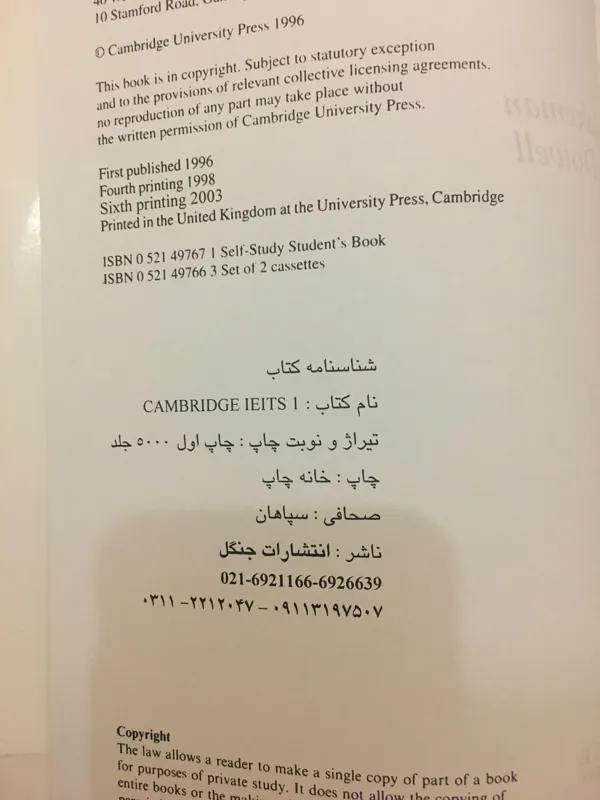 10 Stamford Road,
© Cambridge University Press 1996
This book is in copyright. Subject to statutory exception
and to the provisions of relevant collective licensing agreements.
no reproduction of any part may take place without
the written permission of Cambridge University Press.
First published 1996
Fourth printing 1998
Sixth printing 2003
Printed in the United Kingdom at the University Press, Cambridge
ISBN 0 521 49767 1 Self-Study Student's Book
ISBN 0 521 49766 3 Set of 2 cassettes
شناسنامه کتاب
نام کتاب : CAMBRIDGE IEITS 1
تیراژ و نوبت چاپ : چاپ اول ۵۰۰۰ جلد
چاپ : خانه چاپ
صحافی : سپاهان
ناشر : انتشارات جنگل
021-6921166-6926639
۰۳۱۱ -۲۲۱۲۰۴۷ - ۰۹۱۱۳۱۹۷۵۰۷
Copyright
The law allows a reader to make a single copy of part of a book
for purposes of private study. It does not allow the copying of
entire books or the